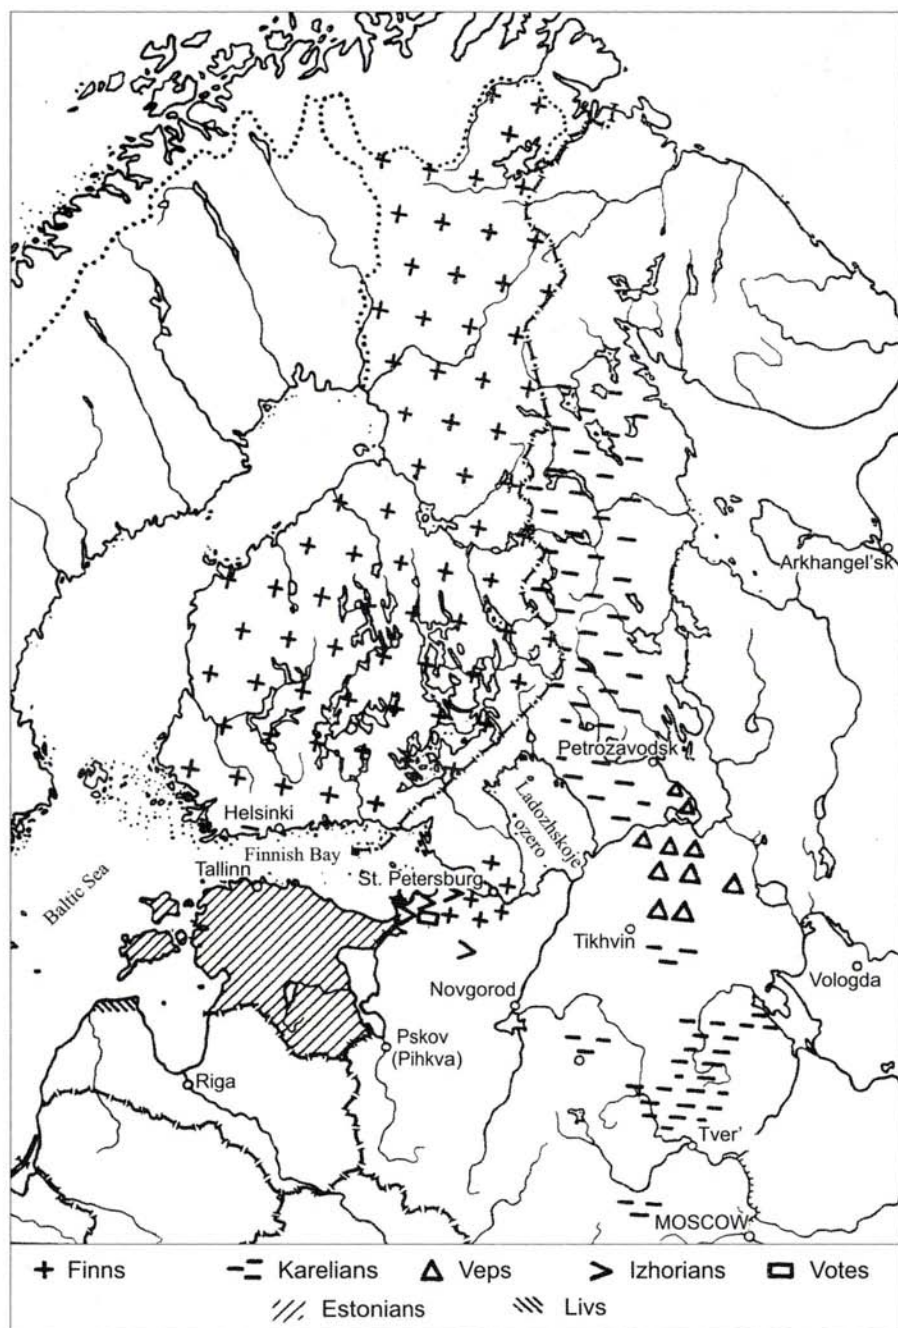 Arkhangel'sk
Petrozavodsk
Ladozhskoje
ozero
Helsinki
Finnish Bay
Baltic Sea
Tallinn
St. Petersburg
Tikhvin
Vologda
Novgorod
Pskov
(Pihkva)
Riga
Tver'
MOSCOW
Finns Karelians Veps Izhorians Votes
Estonians Livs